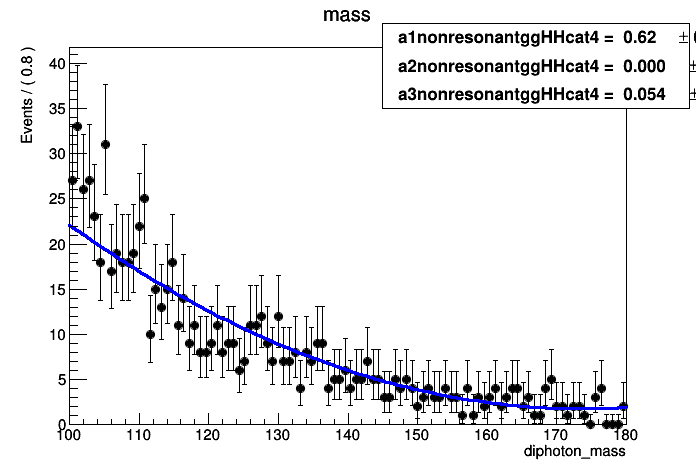 mass
a1nonresonantggHHcat4 = 0.62 ±
a2nonresonantggHHcat4 = 0.000 ±
a3nonresonantggHHcat4 = 0.054 ±
Events / ( 0.8 )
40
35
30
25
20
15
10
5
0
100 110 120 130 140 150 160 170 180
diphoton_mass